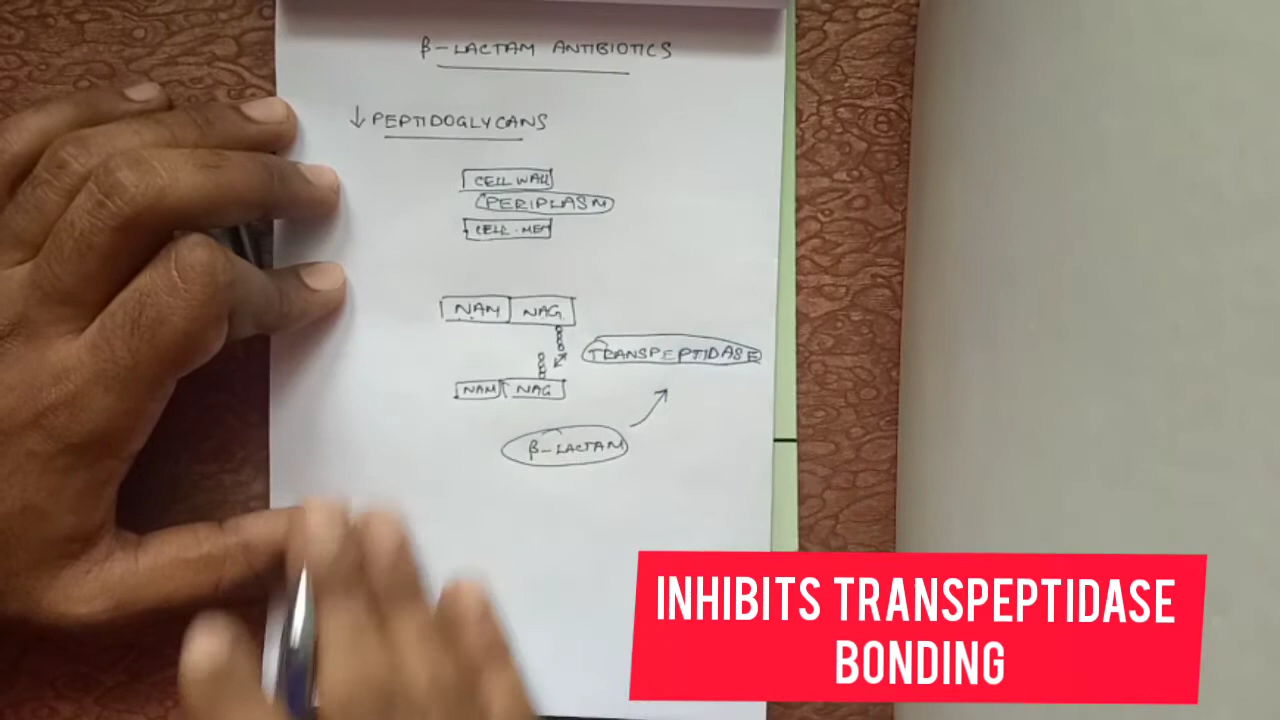 β-LACTAM ANTIBIOTICS
↓ PEPTIDOGLYCANS
CELL WALL
PERIPLASM
CELL. MEM
NAM NAG
TRANSPEPTIDASE
NAM NAG
β-LACTAM
INHIBITS TRANSPEPTIDASE
BONDING